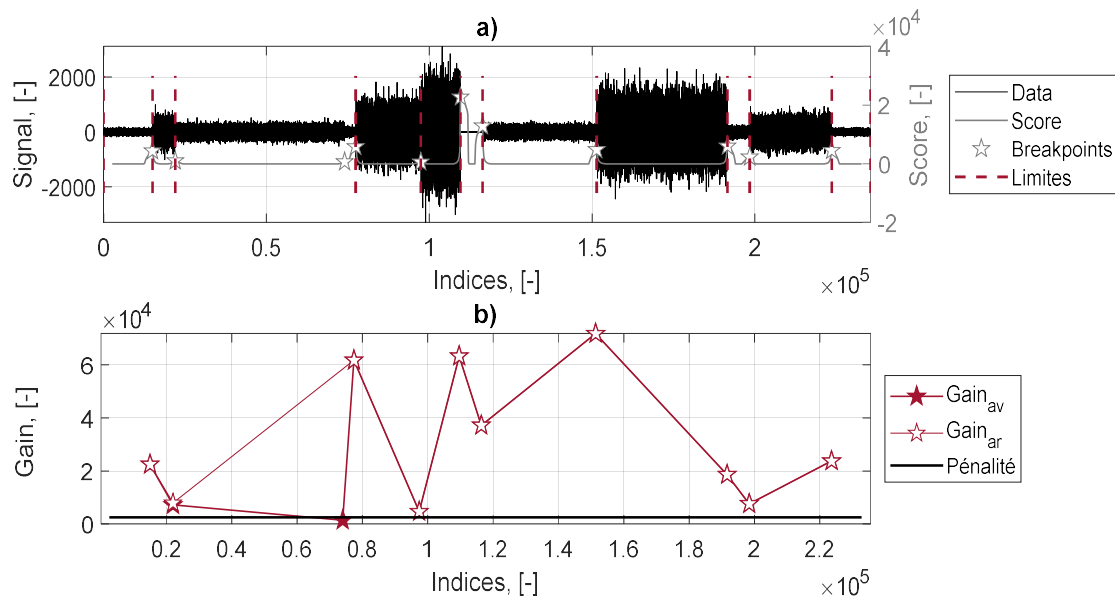 a)
×10^4
4
2000
0
-2000
Signal, [-]
2
0
-2
Score, [-]
0
0.5
1
1.5
2
Indices, [-]
×10^5
Data
Score
Breakpoints
Limites
b)
×10^4
6
4
2
0
Gain, [-]
0.2
0.4
0.6
0.8
1
1.2
1.4
1.6
1.8
2
2.2
Indices, [-]
×10^5
Gain_av
Gain_ar
Pénalité